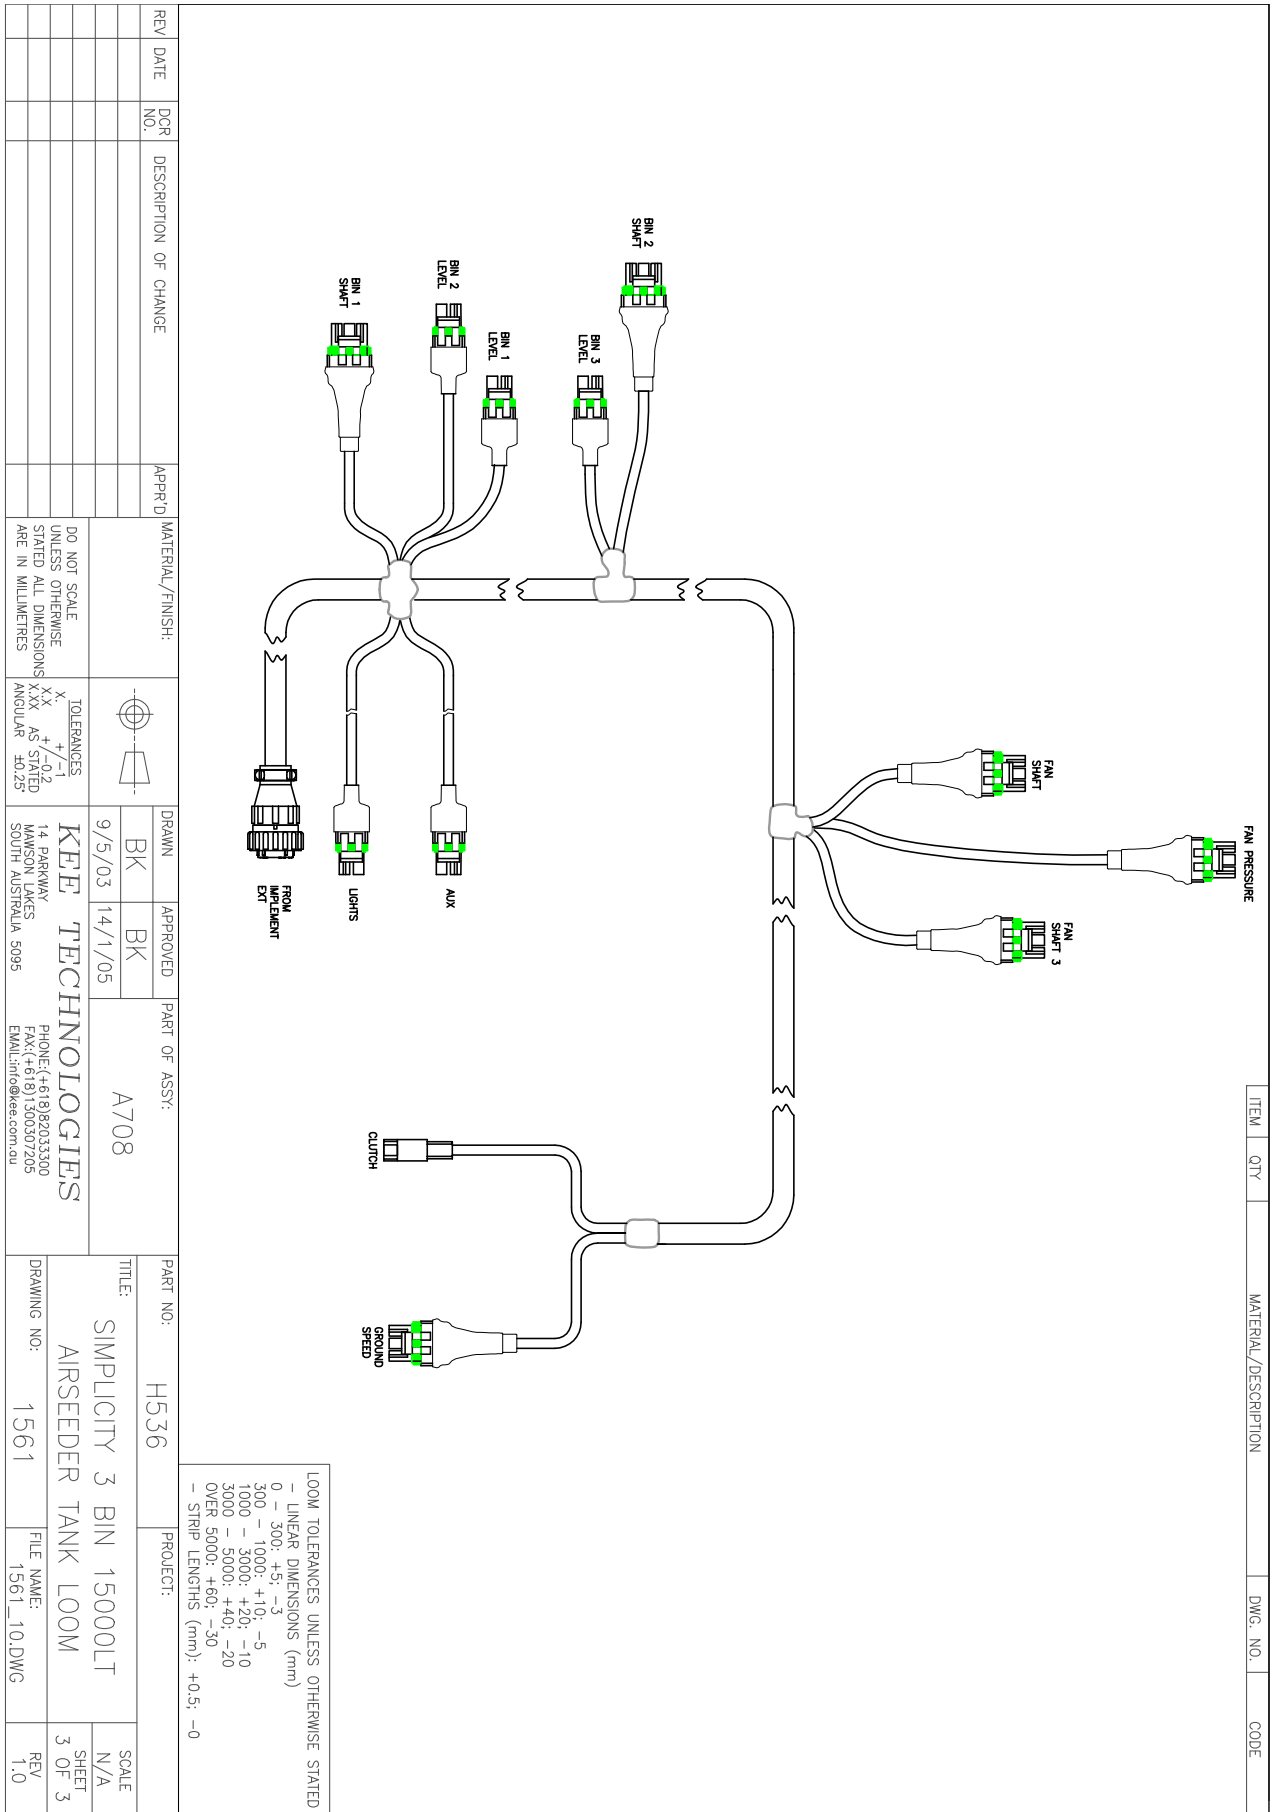 ITEM QTY MATERIAL/DESCRIPTION DWG. NO. CODE
FAN PRESSURE
FAN
SHAFT
FAN
SHAFT 3
BIN 2
SHAFT
BIN 3
LEVEL
BIN 1
LEVEL
BIN 2
LEVEL
BIN 1
SHAFT
AUX
LIGHTS
FROM
IMPLEMENT
EXT
CLUTCH
GROUND
SPEED
LOOM TOLERANCES UNLESS OTHERWISE STATED
- LINEAR DIMENSIONS (mm)
0 - 300: +5; -3
300 - 1000: +10; -5
1000 - 3000: +20; -10
3000 - 5000: +40; -20
OVER 5000: +60; -30
- STRIP LENGTHS (mm): +0.5; -0
REV DATE DCR NO. DESCRIPTION OF CHANGE APPR'D
MATERIAL/FINISH:
DO NOT SCALE
UNLESS OTHERWISE
STATED ALL DIMENSIONS
ARE IN MILLIMETRES
TOLERANCES
X. +/-1
X.X +/-0.2
X.XX AS STATED
ANGULAR ±0.25°
DRAWN APPROVED
BK BK
9/5/03 14/1/05
PART OF ASSY:
A708
KEE TECHNOLOGIES
14 PARKWAY
MAWSON LAKES
SOUTH AUSTRALIA 5095
PHONE:(+618)82033300
FAX:(+618)1300307205
EMAIL:info@kee.com.au
PART NO: H536
PROJECT:
TITLE:
SIMPLICITY 3 BIN 15000LT
AIRSEEDER TANK LOOM
SCALE
N/A
SHEET
3 OF 3
DRAWING NO:
1561
FILE NAME:
1561_10.DWG
REV
1.0